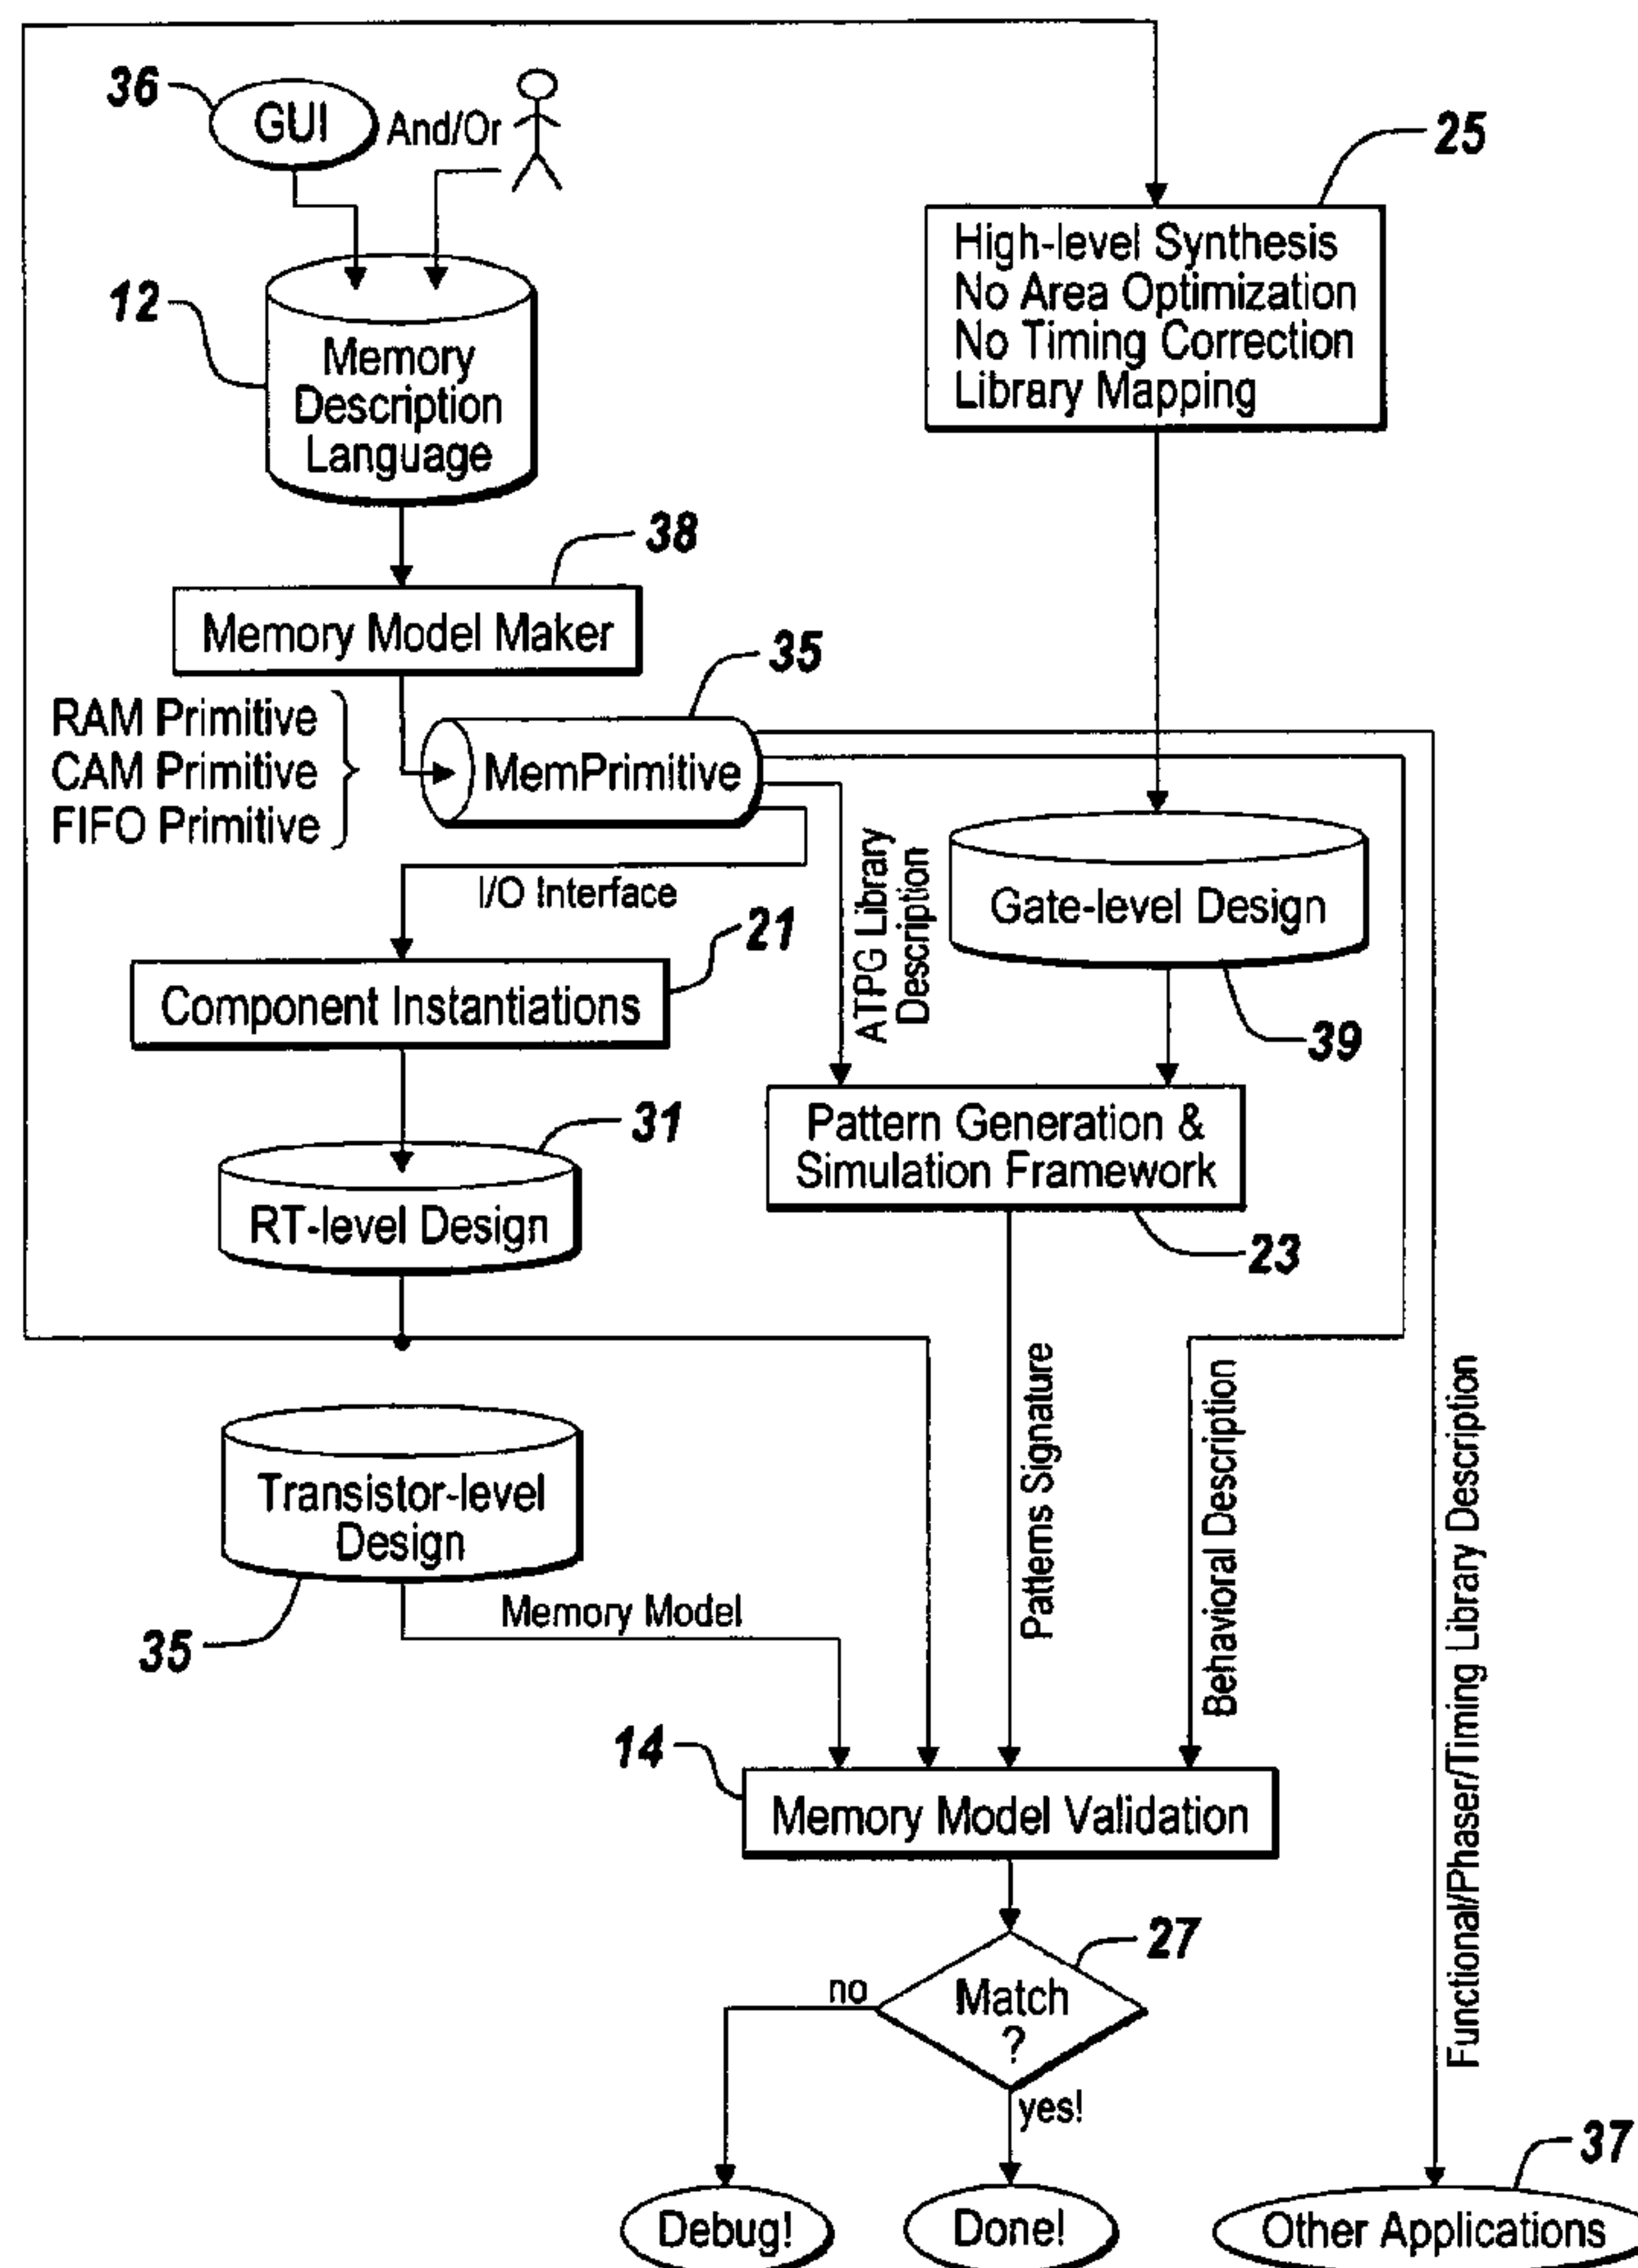 36
GUI
And/Or
25
High-level Synthesis
No Area Optimization
No Timing Correction
Library Mapping
12
Memory
Description
Language
38
Memory Model Maker
35
RAM Primitive
CAM Primitive
FIFO Primitive
MemPrimitive
I/O Interface
ATPG Library
Description
Gate-level Design
21
Component Instantiations
39
31
Pattern Generation &
Simulation Framework
RT-level Design
23
Transistor-level
Design
35
Memory Model
Patterns Signature
Behavioral Description
Functional/Phaser/Timing Library Description
14
Memory Model Validation
27
Match
?
no
yes!
37
Debug!
Done!
Other Applications